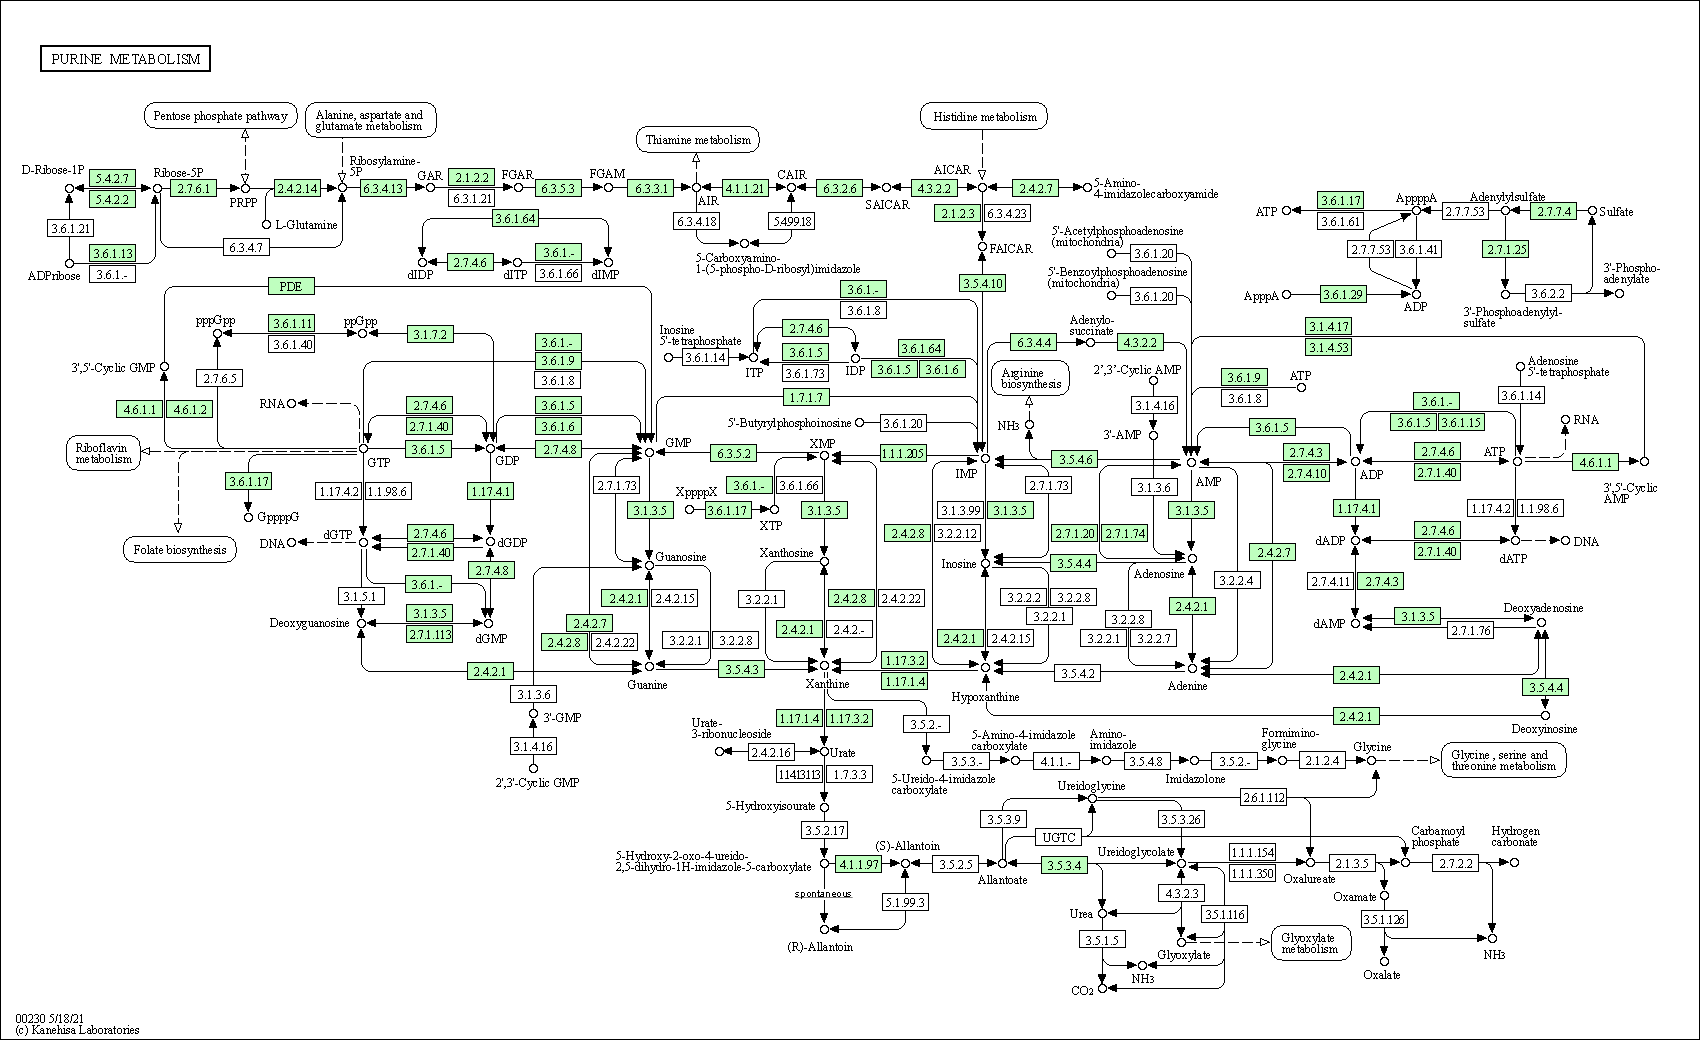 PURINE METABOLISM
Pentose phosphate pathway
Alanine, aspartate and
glutamate metabolism
Thiamine metabolism
Histidine metabolism
D-Ribose-1P
5.4.2.7
5.4.2.2
Ribose-5P
2.7.6.1
PRPP
2.4.2.14
L-Glutamine
Ribosylamine-
5P
6.3.4.13
GAR
2.1.2.2
6.3.1.21
FGAR
6.3.5.3
FGAM
6.3.3.1
AIR
4.1.1.21
CAIR
6.3.2.6
SAICAR
4.3.2.2
AICAR
2.4.2.7
5-Amino-
4-imidazolecarboxyamide
3.6.1.21
3.6.1.13
3.6.1.-
ADPribose
6.3.4.7
3.6.1.64
dIDP
2.7.4.6
dITP
3.6.1.-
3.6.1.66
dIMP
6.3.4.18
5.4.99.18
5-Carboxyamino-
1-(5-phospho-D-ribosyl)imidazole
2.1.2.3
6.3.4.23
FAICAR
3.5.4.10
5'-Acetylphosphoadenosine
(mitochondria)
3.6.1.20
5'-Benzoylphosphoadenosine
(mitochondria)
3.6.1.20
ATP
3.6.1.17
3.6.1.61
AppppA
2.7.7.53
Adenylylsulfate
2.7.7.4
Sulfate
2.7.7.53
3.6.1.41
2.7.1.25
ApppA
3.6.1.29
ADP
3.6.2.2
3'-Phospho-
adenylate
3'-Phosphoadenylyl-
sulfate
PDE
pppGpp
3.6.1.11
3.6.1.40
ppGpp
3.1.7.2
3',5'-Cyclic GMP
2.7.6.5
4.6.1.1
4.6.1.2
3.6.1.-
3.6.1.9
3.6.1.8
RNA
2.7.4.6
2.7.1.40
3.6.1.5
3.6.1.6
Riboflavin
metabolism
GTP
3.6.1.5
GDP
2.7.4.8
GMP
3.6.1.17
GppppG
Folate biosynthesis
1.17.4.2
1.1.98.6
1.17.4.1
DNA
dGTP
2.7.4.6
2.7.1.40
dGDP
3.6.1.-
2.7.4.8
3.1.5.1
Deoxyguanosine
3.1.3.5
2.7.1.113
dGMP
2.4.2.1
Inosine
5'-tetraphosphate
3.6.1.14
ITP
3.6.1.-
3.6.1.8
2.7.4.6
3.6.1.5
3.6.1.73
IDP
3.6.1.64
3.6.1.5
3.6.1.6
1.7.1.7
5'-Butyrylphosphoinosine
3.6.1.20
6.3.5.2
XMP
1.1.1.205
IMP
2.7.1.73
XppppX
3.6.1.17
XTP
3.6.1.-
3.6.1.66
3.1.3.5
3.1.3.5
Guanosine
Xanthosine
2.4.2.1
2.4.2.15
2.4.2.7
2.4.2.8
2.4.2.22
3.2.2.1
3.2.2.8
3.2.2.1
2.4.2.8
2.4.2.22
2.4.2.1
2.4.2.-
Guanine
3.5.4.3
Xanthine
1.17.3.2
1.17.1.4
Hypoxanthine
6.3.4.4
Adenylo-
succinate
4.3.2.2
Arginine
biosynthesis
NH3
2',3'-Cyclic AMP
3.1.4.16
3'-AMP
3.1.3.6
3.5.4.6
AMP
2.7.1.73
3.1.3.99
3.1.3.5
2.4.2.8
3.2.2.12
2.7.1.20
2.7.1.74
3.1.3.5
Inosine
3.5.4.4
Adenosine
3.2.2.2
3.2.2.8
3.2.2.1
2.4.2.1
2.4.2.15
3.2.2.8
3.2.2.1
3.2.2.7
2.4.2.1
3.2.2.4
2.4.2.7
3.5.4.2
Adenine
3.1.4.17
3.1.4.53
3.6.1.9
3.6.1.8
ATP
Adenosine
5'-tetraphosphate
3.6.1.14
3.6.1.5
3.6.1.-
3.6.1.5
3.6.1.15
RNA
2.7.4.3
2.7.4.10
ADP
2.7.4.6
2.7.1.40
ATP
4.6.1.1
3',5'-Cyclic
AMP
1.17.4.1
1.17.4.2
1.1.98.6
dADP
2.7.4.6
2.7.1.40
dATP
DNA
2.7.4.11
2.7.4.3
dAMP
3.1.3.5
2.7.1.76
Deoxyadenosine
2.4.2.1
3.5.4.4
2.4.2.1
Deoxyinosine
3.1.3.6
3'-GMP
3.1.4.16
2',3'-Cyclic GMP
1.17.1.4
1.17.3.2
Urate-
3-ribonucleoside
2.4.2.16
Urate
1.14.13.113
1.7.3.3
5-Hydroxyisourate
3.5.2.17
5-Hydroxy-2-oxo-4-ureido-
2,5-dihydro-1H-imidazole-5-carboxylate
4.1.1.97
(S)-Allantoin
spontaneous
5.1.99.3
(R)-Allantoin
3.5.2.-
5-Ureido-4-imidazole
carboxylate
3.5.3.-
5-Amino-4-imidazole
carboxylate
4.1.1.-
Amino-
imidazole
3.5.4.8
Imidazolone
3.5.2.-
Formimino-
glycine
2.1.2.4
Glycine
Glycine , serine and
threonine metabolism
Ureidoglycine
2.6.1.112
3.5.3.9
UGTC
3.5.3.26
3.5.2.5
Allantoate
3.5.3.4
Ureidoglycolate
1.1.1.154
1.1.1.350
Oxalureate
2.1.3.5
Carbamoyl
phosphate
2.7.2.2
Hydrogen
carbonate
Urea
4.3.2.3
3.5.1.116
Oxamate
3.5.1.126
3.5.1.5
Glyoxylate
Glyoxylate
metabolism
NH3
CO2
NH3
Oxalate
00230 5/18/21
(c) Kanehisa Laboratories